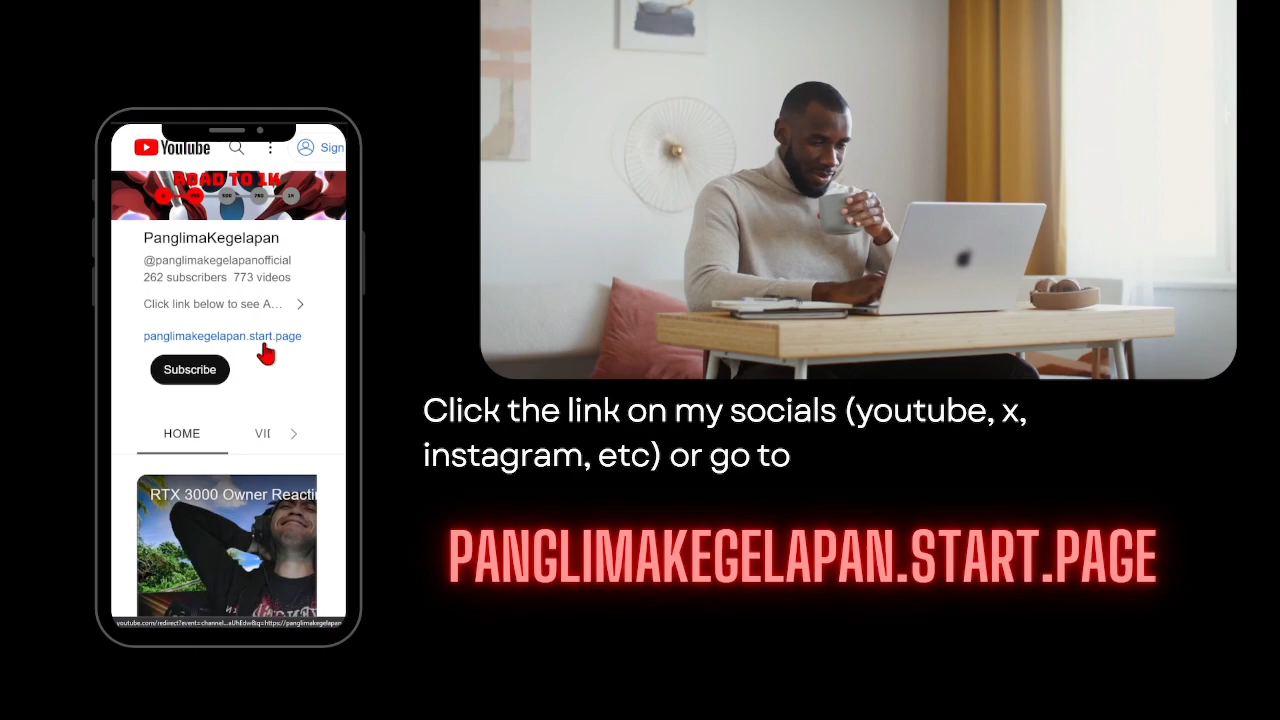 YouTube
Sign
ROAD TO 1K
PanglimaKegelapan
@panglimakegelapanofficial
262 subscribers 773 videos
Click link below to see A...
panglimakegelapan.start.page
Subscribe
HOME
RTX 3000 Owner Reactin
Click the link on my socials (youtube, x,
instagram, etc) or go to
PANGLIMAKEGELAPAN.START.PAGE